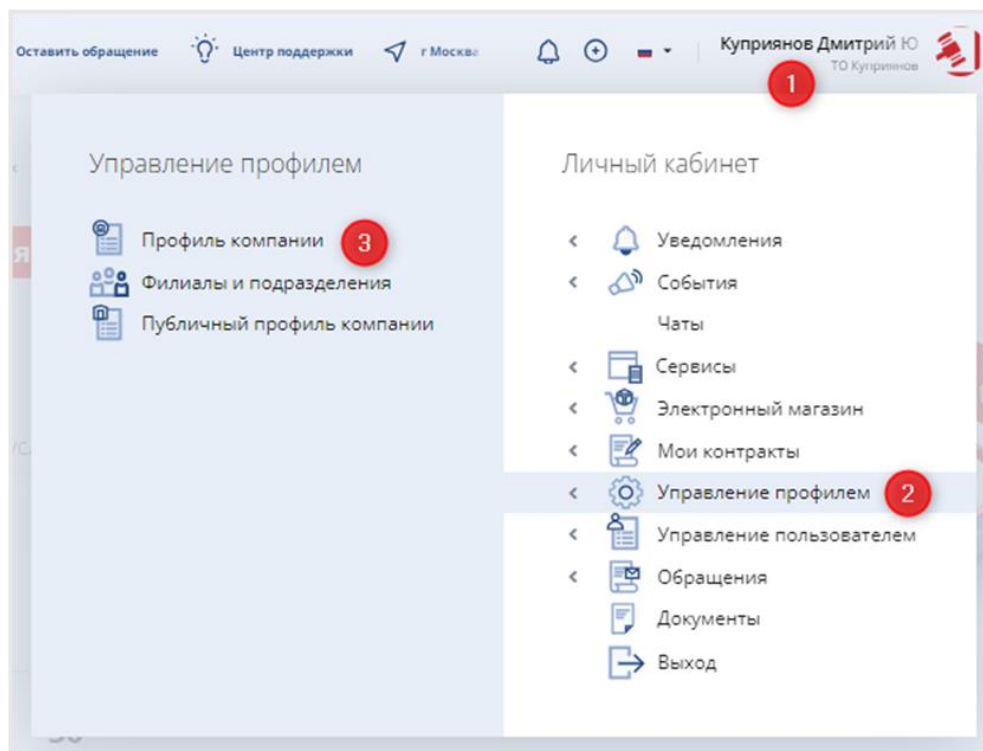 Оставить обращение Центр поддержки г Москва Куприянов Дмитрий Ю
ТО Куприянов
1
Управление профилем
Профиль компании 3
Филиалы и подразделения
Публичный профиль компании
Личный кабинет
Уведомления
События
Чаты
Сервисы
Электронный магазин
Мои контракты
Управление профилем 2
Управление пользователем
Обращения
Документы
Выход